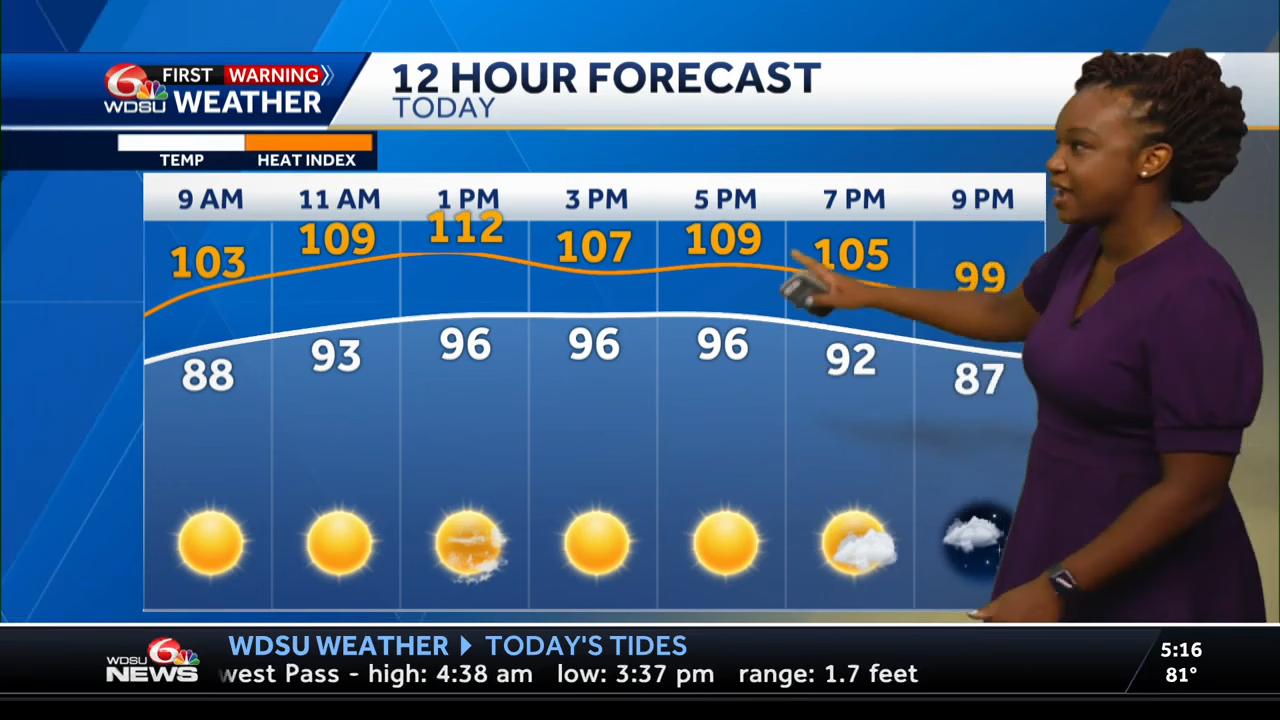 FIRST WARNING
6 WDSU WEATHER
12 HOUR FORECAST
TODAY
TEMP HEAT INDEX
9 AM 11 AM 1 PM 3 PM 5 PM 7 PM 9 PM
103 109 112 107 109 105 99
88 93 96 96 96 92 87
WDSU 6 NEWS
WDSU WEATHER TODAY'S TIDES
west Pass - high: 4:38 am low: 3:37 pm range: 1.7 feet
5:16
81°